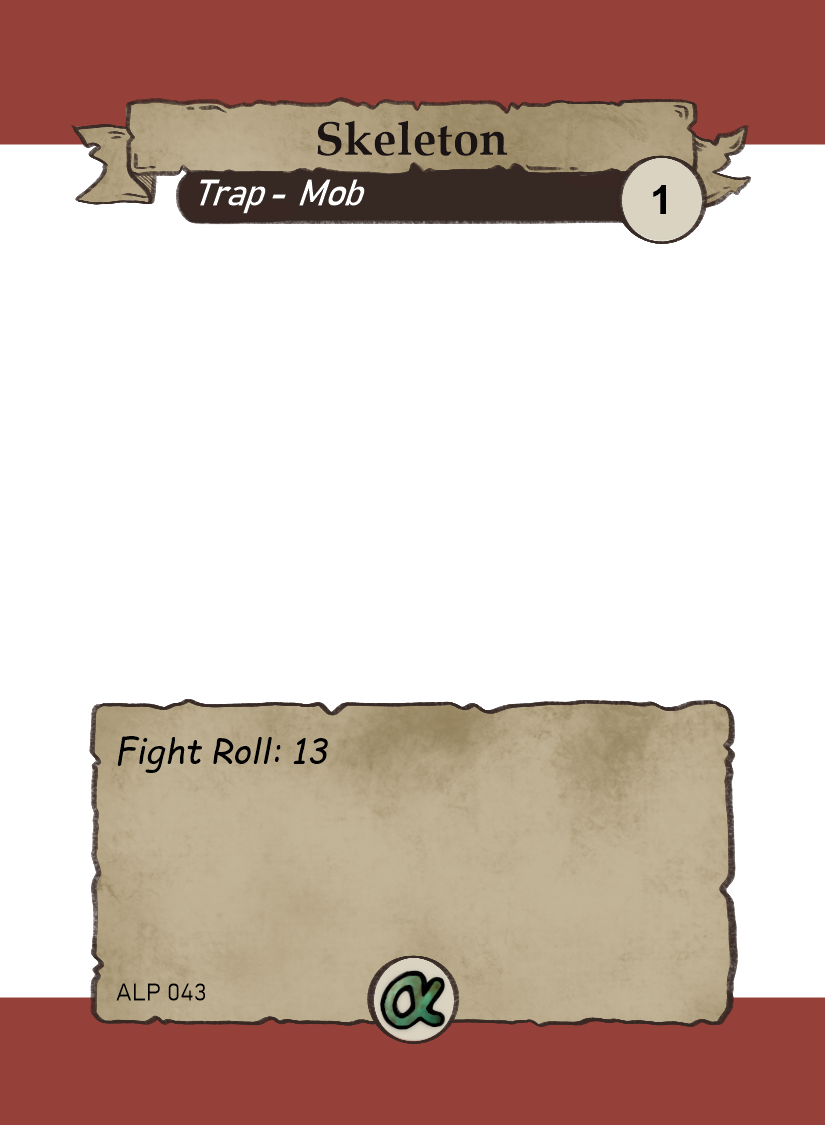 Skeleton
Trap - Mob
1
Fight Roll: 13
ALP 043
α